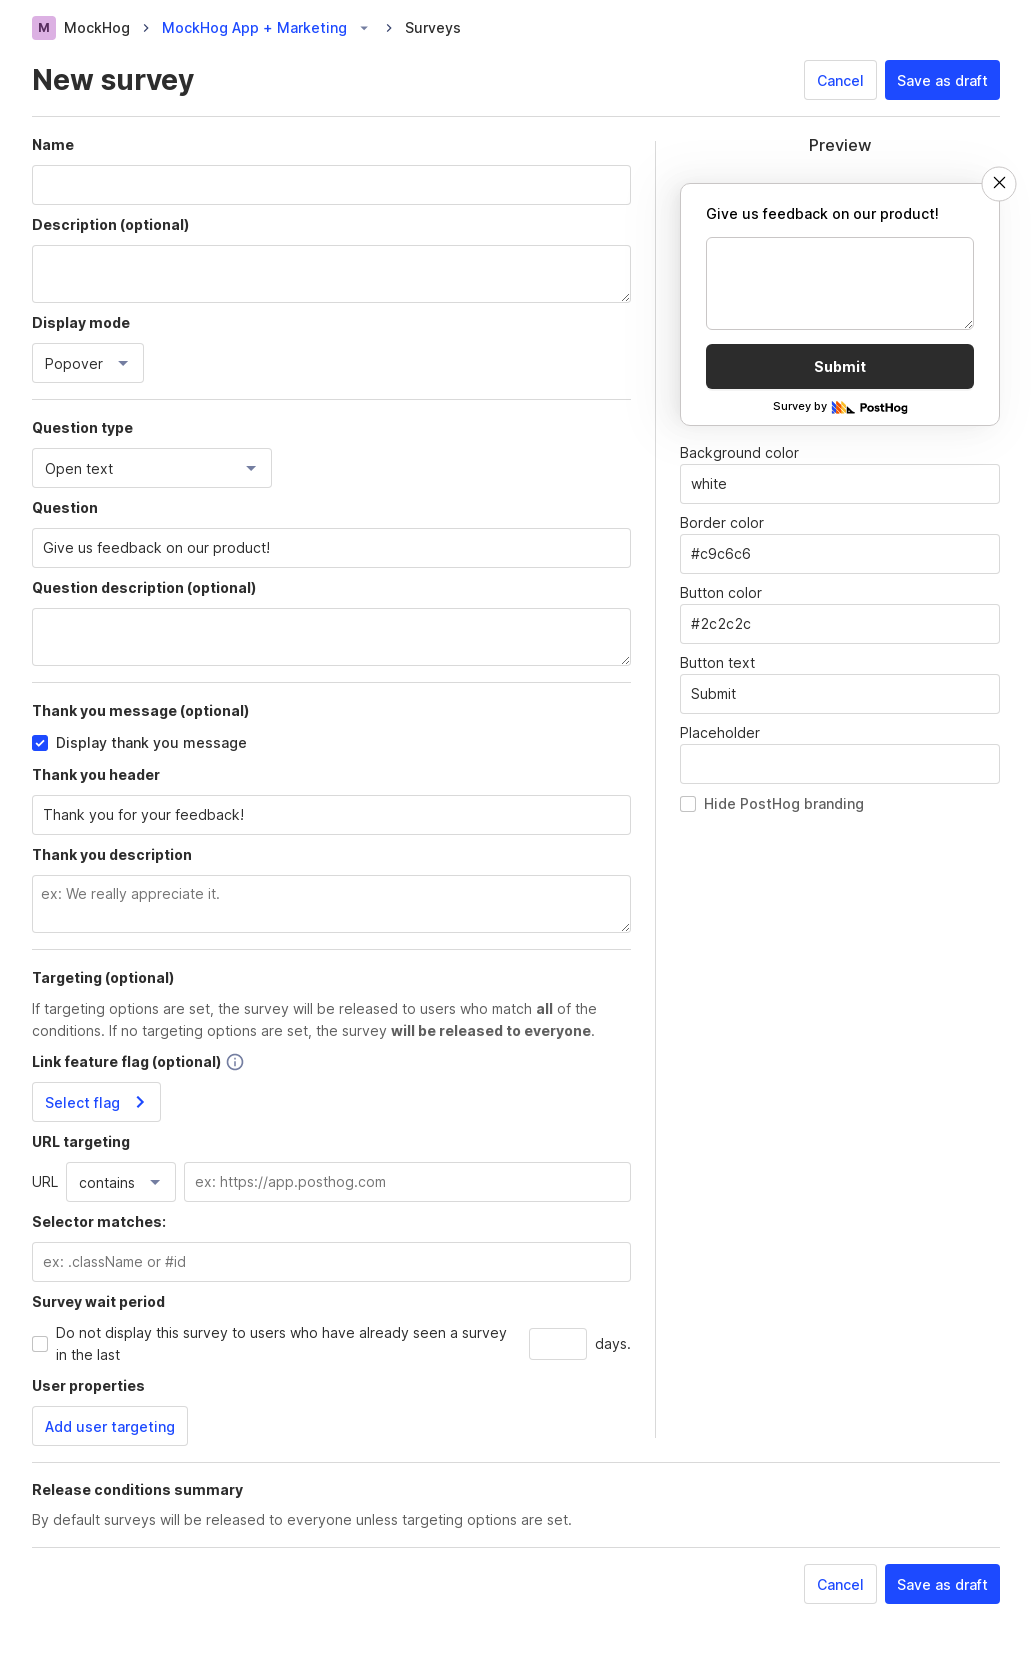 M MockHog MockHog App + Marketing Surveys
New survey
Cancel Save as draft
Name
Description (optional)
Display mode
Popover
Question type
Open text
Question
Give us feedback on our product!
Question description (optional)
Thank you message (optional)
Display thank you message
Thank you header
Thank you for your feedback!
Thank you description
ex: We really appreciate it.
Targeting (optional)
If targeting options are set, the survey will be released to users who match all of the
conditions. If no targeting options are set, the survey will be released to everyone.
Link feature flag (optional)
Select flag
URL targeting
URL contains ex: https://app.posthog.com
Selector matches:
ex: .className or #id
Survey wait period
Do not display this survey to users who have already seen a survey
in the last
days.
User properties
Add user targeting
Preview
Give us feedback on our product!
Submit
Survey by PostHog
Background color
white
Border color
#c9c6c6
Button color
#2c2c2c
Button text
Submit
Placeholder
Hide PostHog branding
Release conditions summary
By default surveys will be released to everyone unless targeting options are set.
Cancel Save as draft